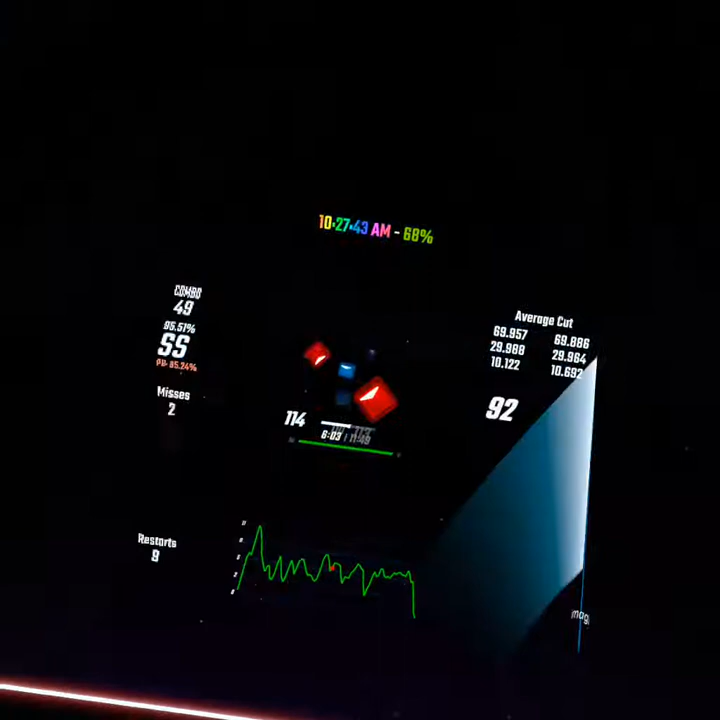 10:27:43 AM - 68%
COMBO
49
95.51%
SS
PB: 95.24%
Misses
2
Average Cut
69.957 69.886
29.988 29.964
10.122 10.692
114
92
6:03 / 11:49
Restarts
9